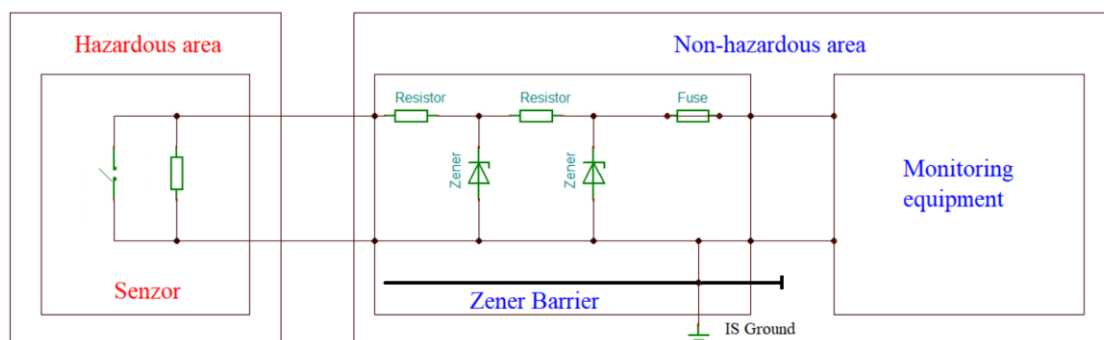 Hazardous area
Non-hazardous area
Resistor
Resistor
Fuse
Zener
Zener
Monitoring
equipment
Senzor
Zener Barrier
IS Ground